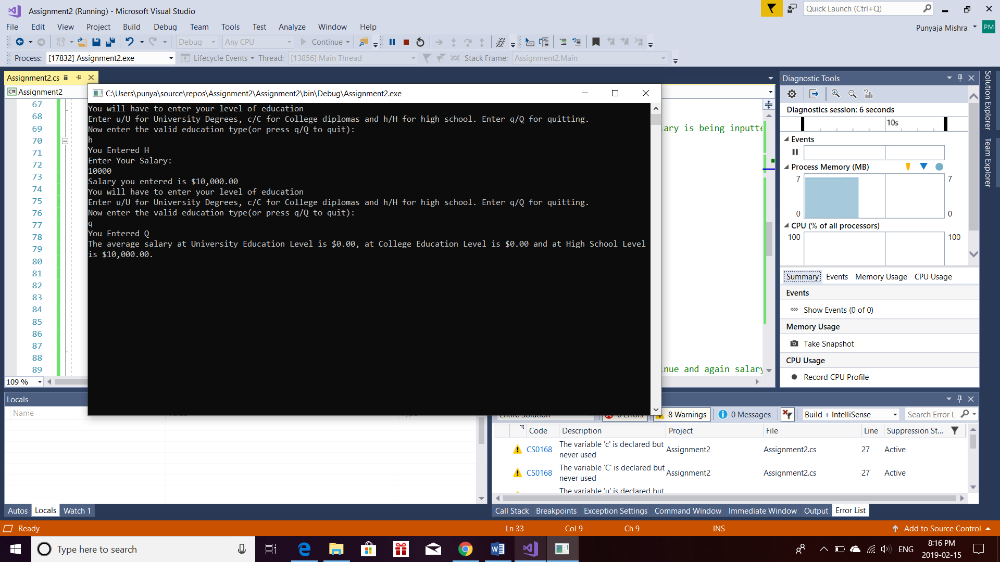 Assignment2 (Running) - Microsoft Visual Studio
Quick Launch (Ctrl+Q)
File Edit View Project Build Debug Team Tools Test Analyze Window Help
Punyaja Mishra PM
Debug Any CPU Continue
Process: [17832] Assignment2.exe Lifecycle Events Thread: [13856] Main Thread Stack Frame: Assignment2.Main
Assignment2.cs
C# Assignment2
67
68
69
70
71
72
73
74
75
76
77
78
79
80
81
82
83
84
85
86
87
88
89
109 %
C:\Users\punya\source\repos\Assignment2\Assignment2\bin\Debug\Assignment2.exe
You will have to enter your level of education
Enter u/U for University Degrees, c/C for College diplomas and h/H for high school. Enter q/Q for quitting.
Now enter the valid education type(or press q/Q to quit):
h
You Entered H
Enter Your Salary:
10000
Salary you entered is $10,000.00
You will have to enter your level of education
Enter u/U for University Degrees, c/C for College diplomas and h/H for high school. Enter q/Q for quitting.
Now enter the valid education type(or press q/Q to quit):
q
You Entered Q
The average salary at University Education Level is $0.00, at College Education Level is $0.00 and at High School Level
is $10,000.00.
ary is being inputte
nue and again salary
Diagnostic Tools
Diagnostics session: 6 seconds
10s
Events
Process Memory (MB)
7 7
0 0
CPU (% of all processors)
100 100
Summary Events Memory Usage CPU Usage
Events
Show Events (0 of 0)
Memory Usage
Take Snapshot
CPU Usage
Record CPU Profile
Solution Explorer
Team Explorer
Locals
Name
Autos Locals Watch 1
Entire Solution 0 Errors 8 Warnings 0 Messages Build + IntelliSense Search Error L
Code Description Project File Line Suppression St...
CS0168 The variable 'c' is declared but never used Assignment2 Assignment2.cs 27 Active
CS0168 The variable 'C' is declared but never used Assignment2 Assignment2.cs 27 Active
The variable 'u' is declared but
Call Stack Breakpoints Exception Settings Command Window Immediate Window Output Error List
Ready Ln 33 Col 9 Ch 9 INS Add to Source Control
Type here to search
ENG
8:16 PM
2019-02-15